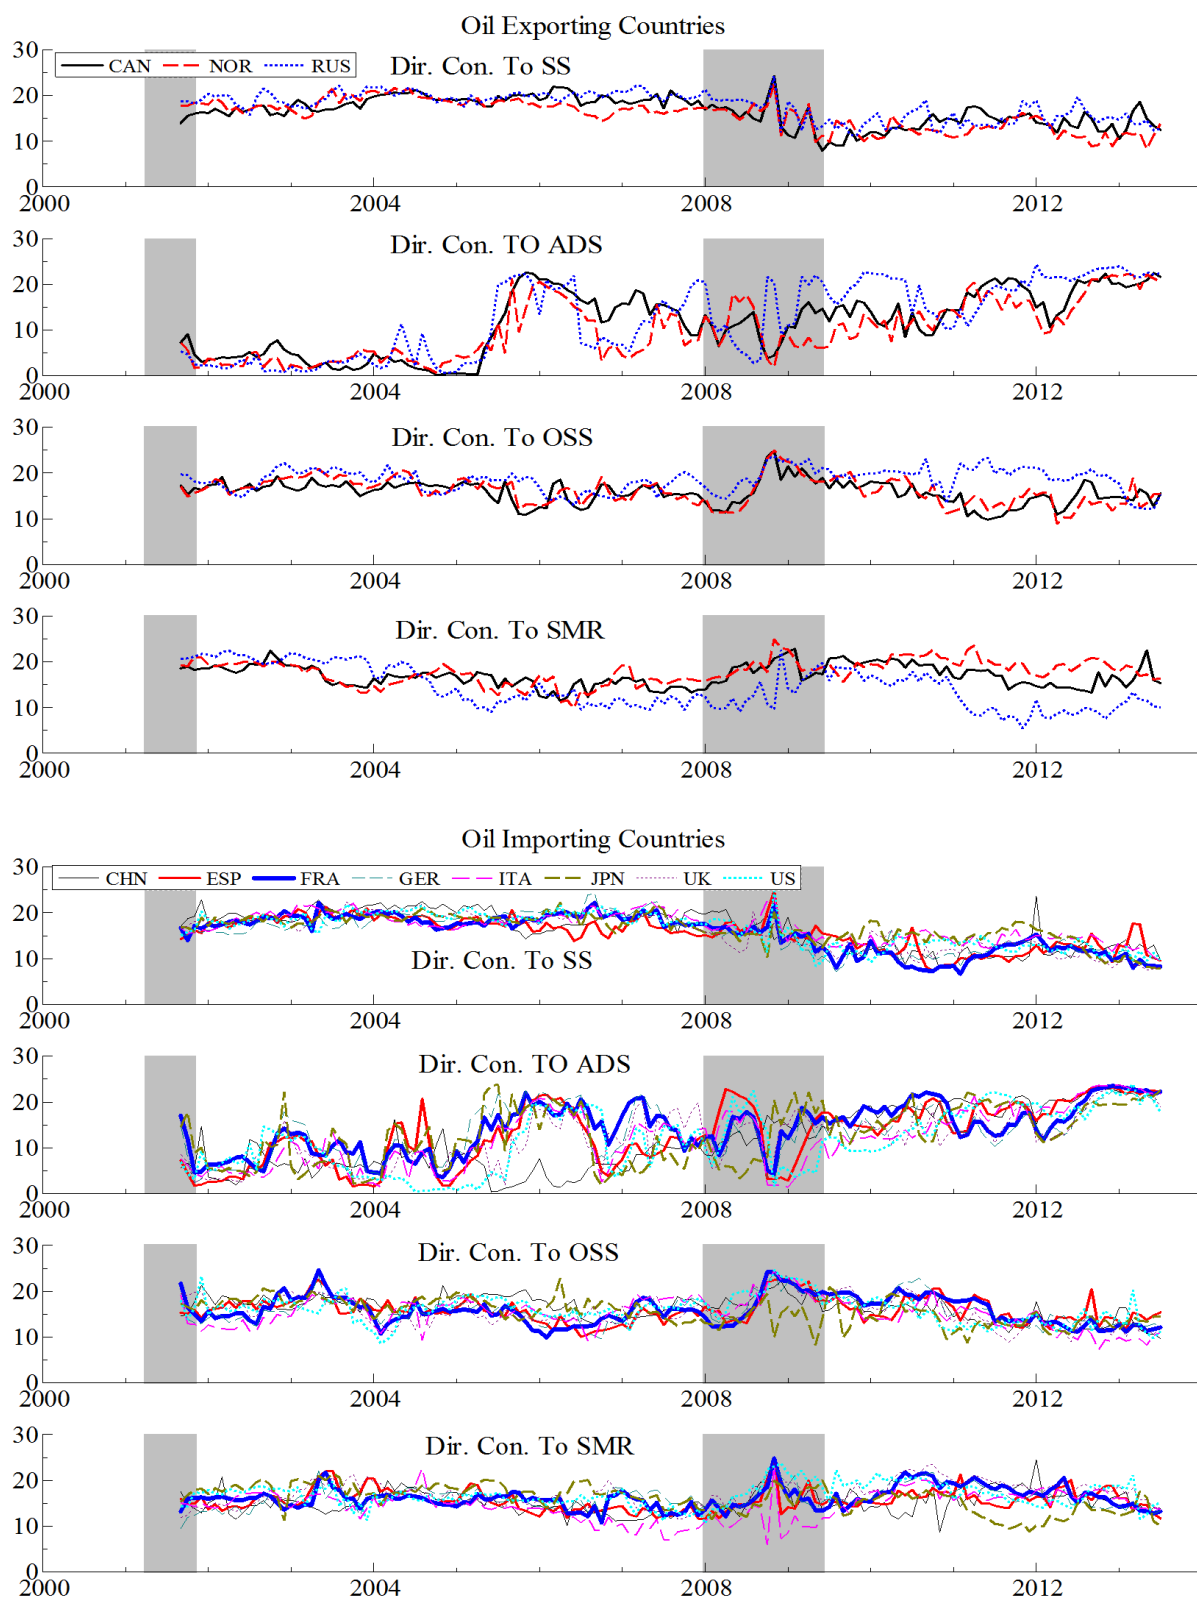 Oil Exporting Countries
30
CAN NOR RUS
Dir. Con. To SS
20
10
0
2000 2004 2008 2012
30
Dir. Con. TO ADS
20
10
0
2000 2004 2008 2012
30
Dir. Con. To OSS
20
10
0
2000 2004 2008 2012
30
Dir. Con. To SMR
20
10
0
2000 2004 2008 2012
Oil Importing Countries
30
CHN ESP FRA GER ITA JPN UK US
20
10
Dir. Con. To SS
0
2000 2004 2008 2012
30
Dir. Con. TO ADS
20
10
0
2000 2004 2008 2012
30
Dir. Con. To OSS
20
10
0
2000 2004 2008 2012
30
Dir. Con. To SMR
20
10
0
2000 2004 2008 2012